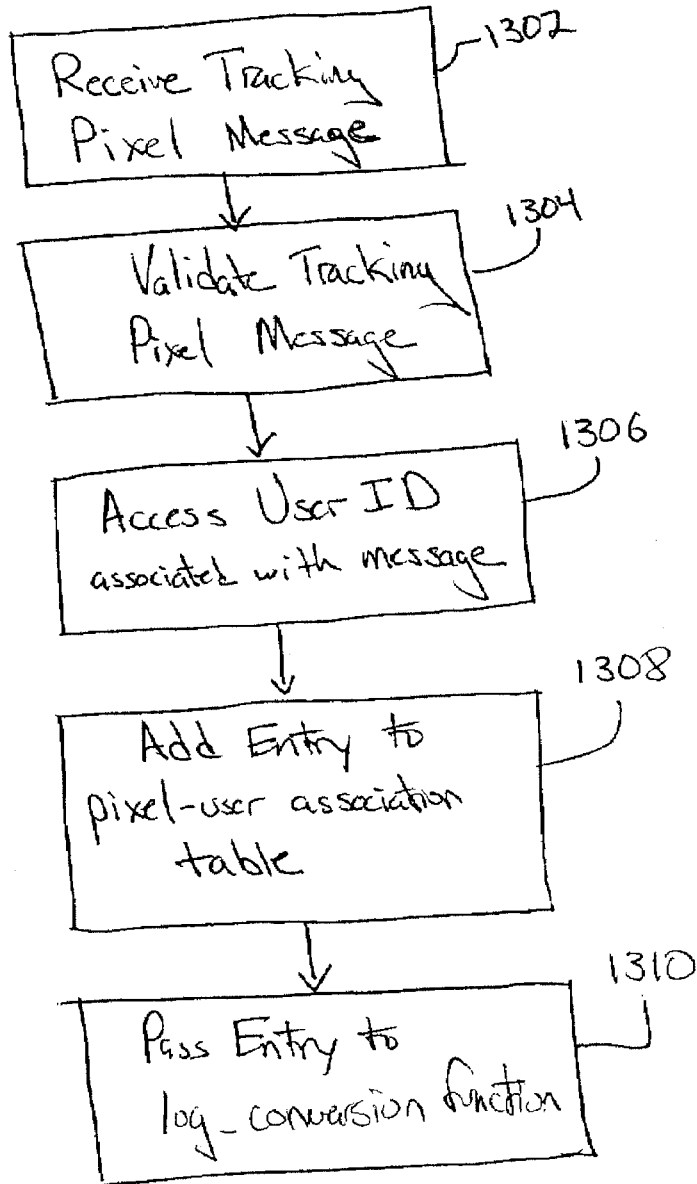 1302
Receive Tracking
Pixel Message
1304
Validate Tracking
Pixel Message
1306
Access User ID
associated with message
1308
Add Entry to
pixel-user association
table
1310
Pass Entry to
log_conversion function